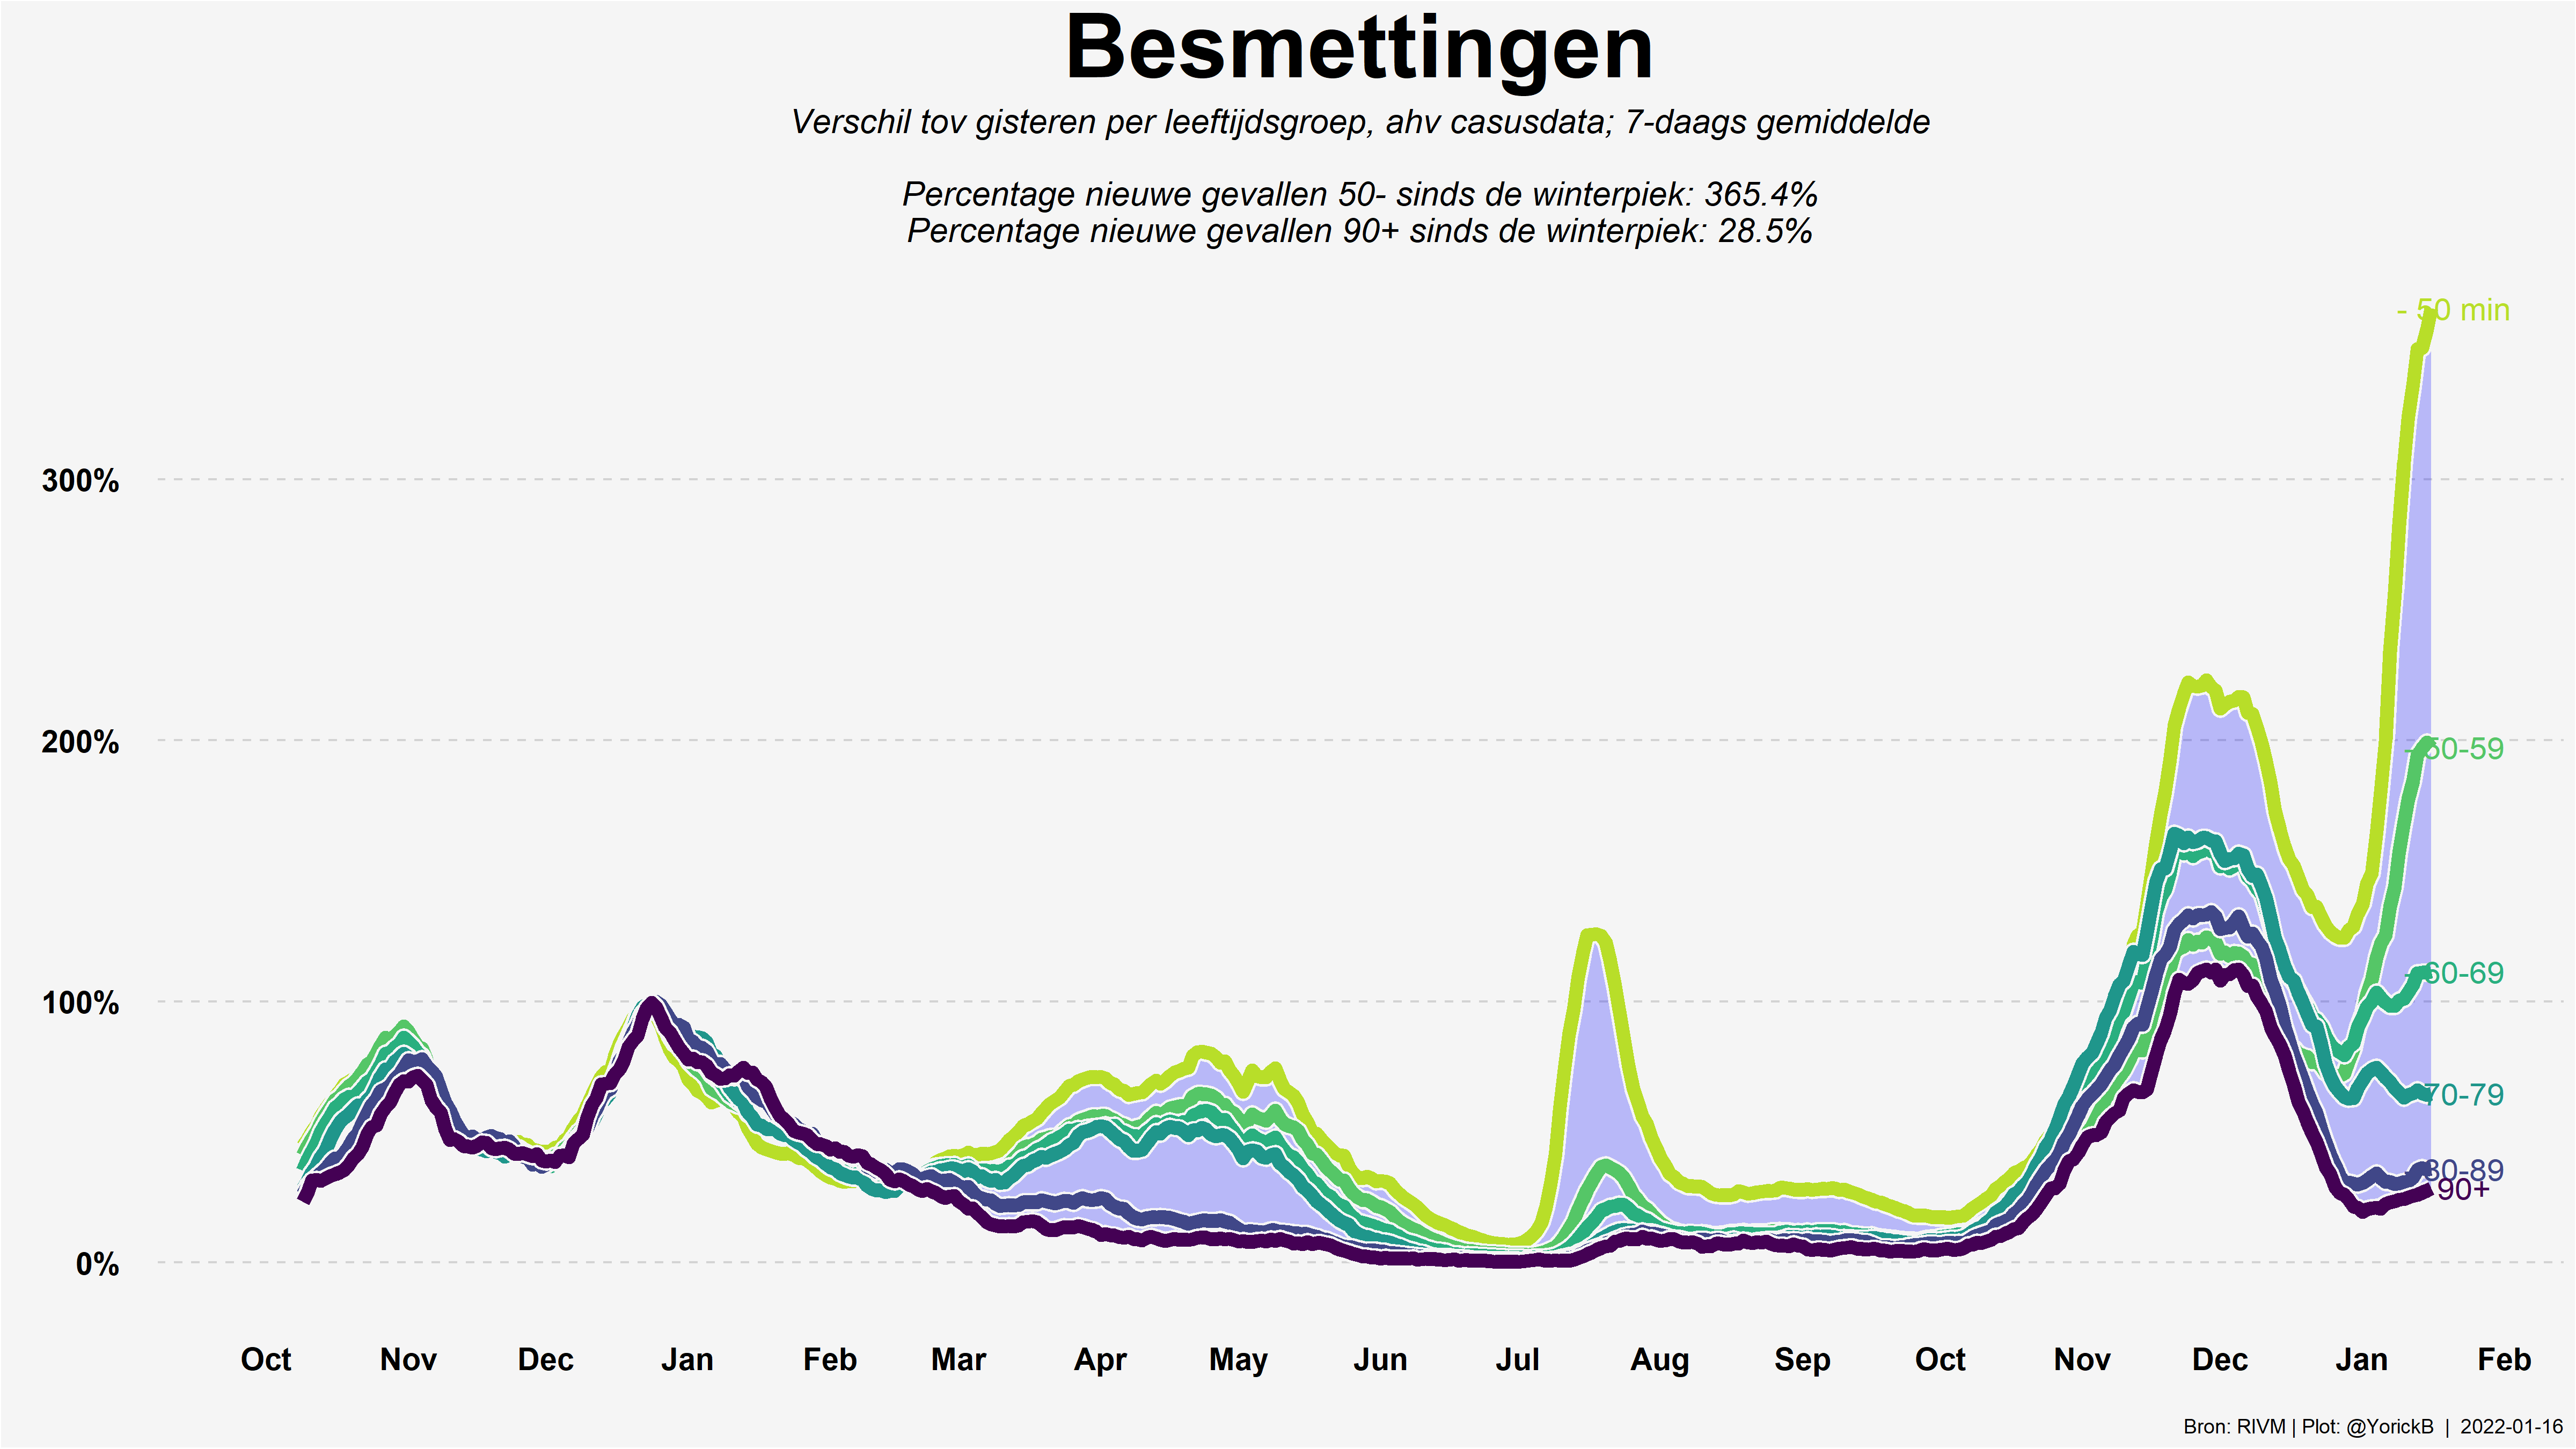 Besmettingen
Verschil tov gisteren per leeftijdsgroep, ahv casusdata; 7-daags gemiddelde
Percentage nieuwe gevallen 50- sinds de winterpiek: 365.4%
Percentage nieuwe gevallen 90+ sinds de winterpiek: 28.5%
- 50 min
300%
200%
- 50-59
100%
- 60-69
- 70-79
- 80-89
90+
0%
Oct Nov Dec Jan Feb Mar Apr May Jun Jul Aug Sep Oct Nov Dec Jan Feb
Bron: RIVM | Plot: @YorickB | 2022-01-16